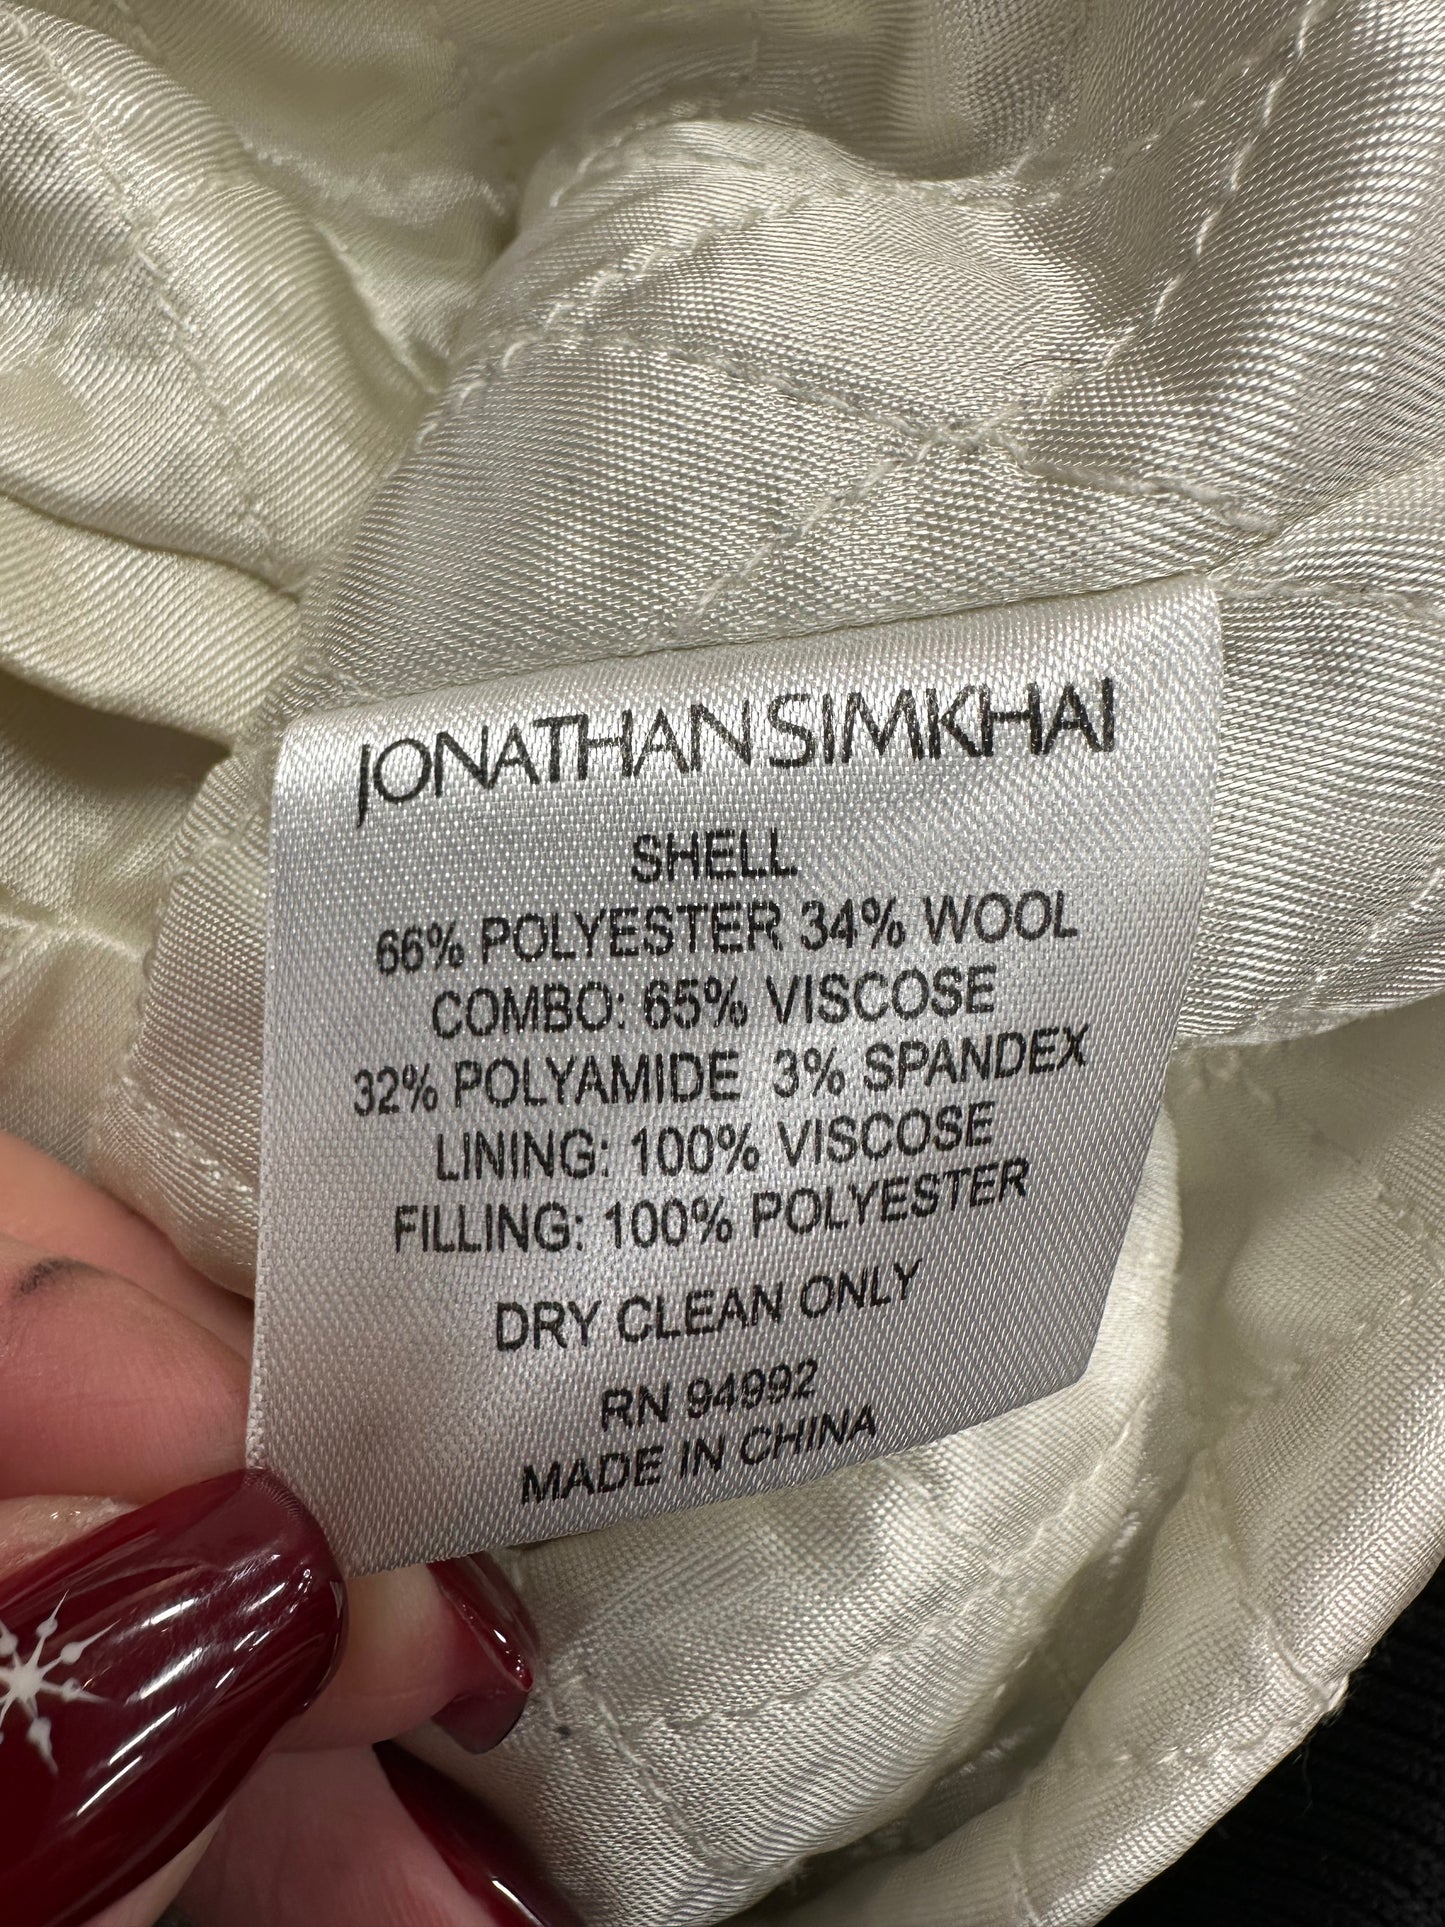 JONATHAN SIMKHAI
SHELL
66% POLYESTER 34% WOOL
COMBO: 65% VISCOSE
32% POLYAMIDE 3% SPANDEX
LINING: 100% VISCOSE
FILLING: 100% POLYESTER
DRY CLEAN ONLY
RN 94992
MADE IN CHINA